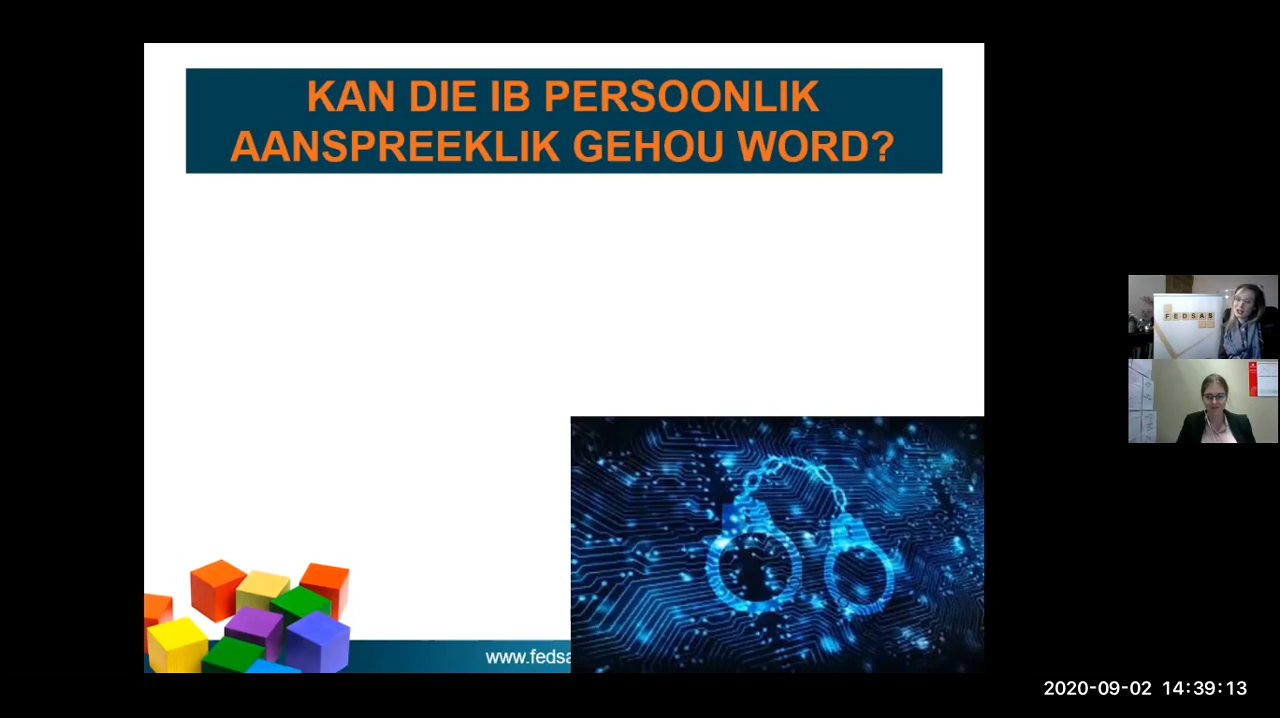 KAN DIE IB PERSOONLIK
AANSPREEKLIK GEHOU WORD?
FEDSAS
www.fedsa
2020-09-02 14:39:13